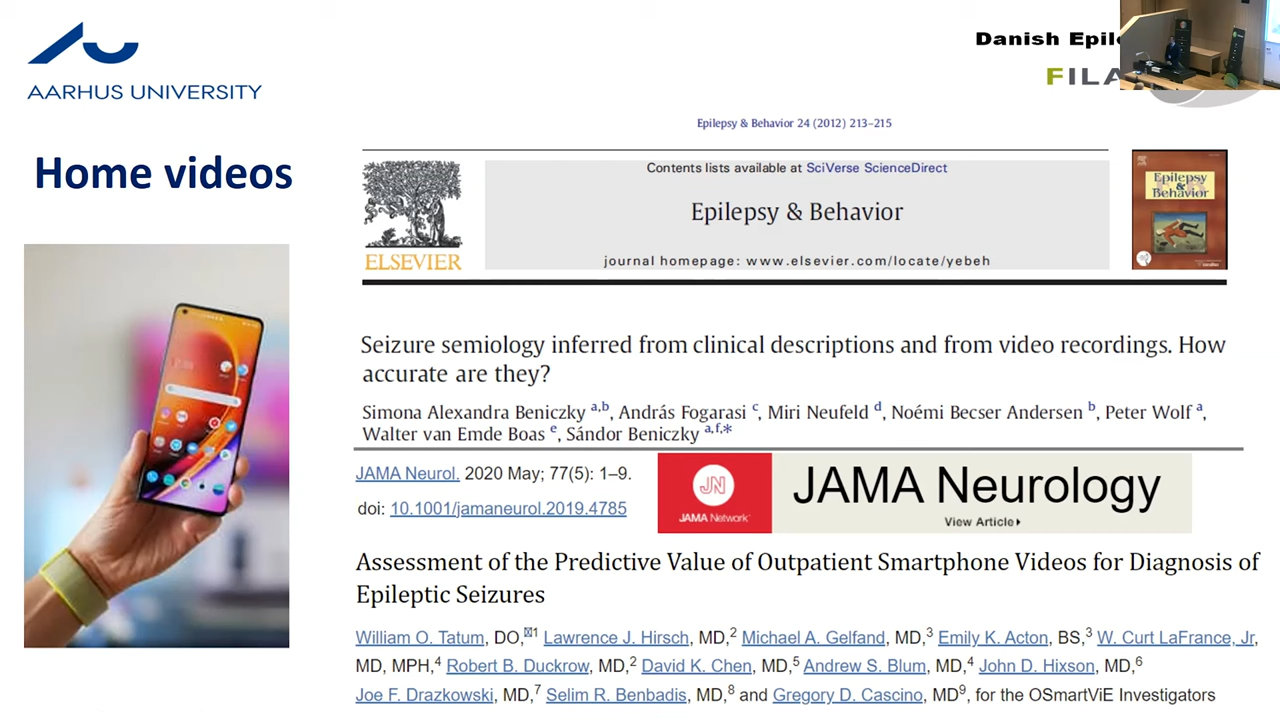 AARHUS UNIVERSITY
Danish Epile
FILA
Home videos
Epilepsy & Behavior 24 (2012) 213–215
Contents lists available at SciVerse ScienceDirect
Epilepsy & Behavior
journal homepage: www.elsevier.com/locate/yebeh
ELSEVIER
Epilepsy
&
Behavior
Seizure semiology inferred from clinical descriptions and from video recordings. How
accurate are they?
Simona Alexandra Beniczky a,b, András Fogarasi c, Miri Neufeld d, Noémi Becser Andersen b, Peter Wolf a,
Walter van Emde Boas e, Sándor Beniczky a,f,*
JAMA Neurol. 2020 May; 77(5): 1–9.
doi: 10.1001/jamaneurol.2019.4785
JN
JAMA Network
JAMA Neurology
View Article
Assessment of the Predictive Value of Outpatient Smartphone Videos for Diagnosis of
Epileptic Seizures
William O. Tatum, DO,1 Lawrence J. Hirsch, MD,2 Michael A. Gelfand, MD,3 Emily K. Acton, BS,3 W. Curt LaFrance, Jr,
MD, MPH,4 Robert B. Duckrow, MD,2 David K. Chen, MD,5 Andrew S. Blum, MD,4 John D. Hixson, MD,6
Joe F. Drazkowski, MD,7 Selim R. Benbadis, MD,8 and Gregory D. Cascino, MD9, for the OSmartViE Investigators